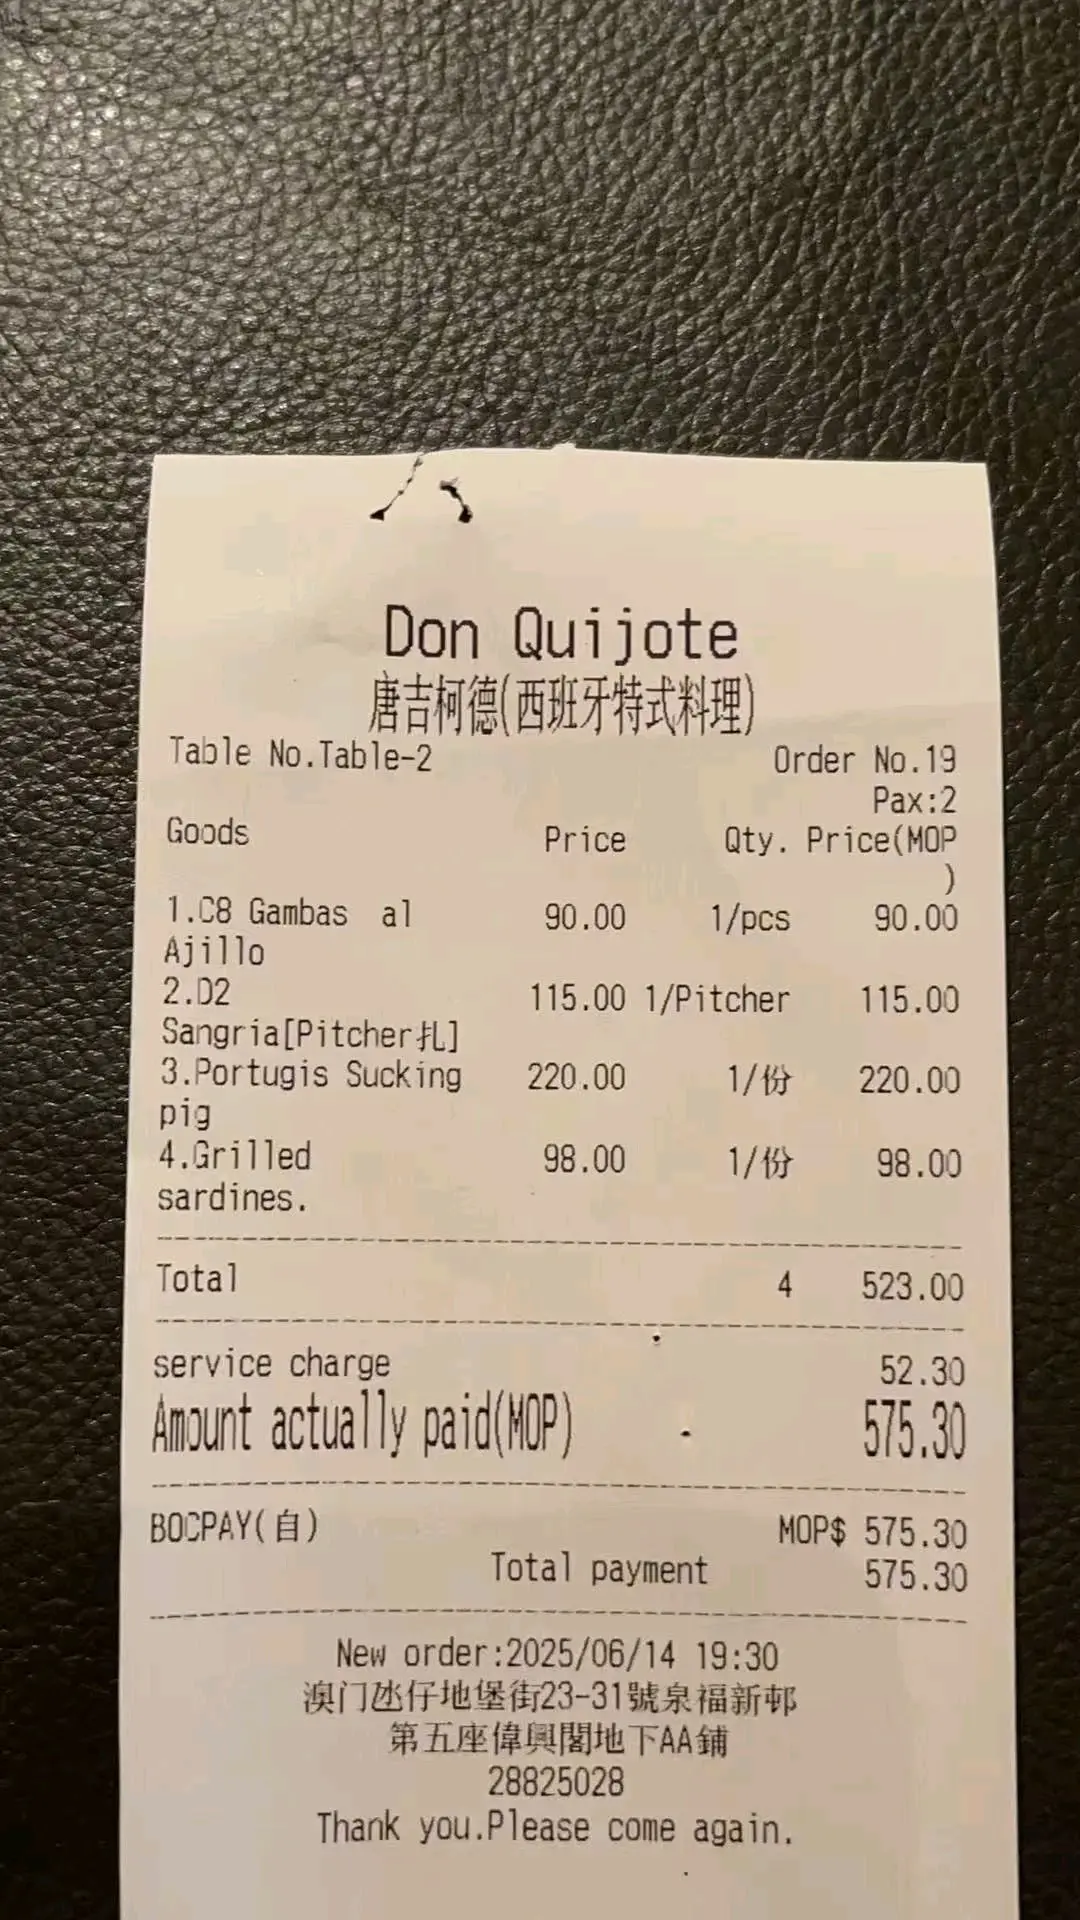 Don Quijote
唐吉柯德(西班牙特式料理)
Table No.Table-2 Order No.19
Pax:2
Goods Price Qty. Price(MOP
)
1.C8 Gambas al 90.00 1/pcs 90.00
Ajillo
2.D2 115.00 1/Pitcher 115.00
Sangria[Pitcher扎]
3.Portugis Sucking 220.00 1/份 220.00
pig
4.Grilled 98.00 1/份 98.00
sardines.
Total 4 523.00
service charge 52.30
Amount actually paid(MOP) 575.30
BOCPAY(自) MOP$ 575.30
Total payment 575.30
New order:2025/06/14 19:30
澳门氹仔地堡街23-31號泉福新邨
第五座偉興閣地下AA鋪
28825028
Thank you.Please come again.